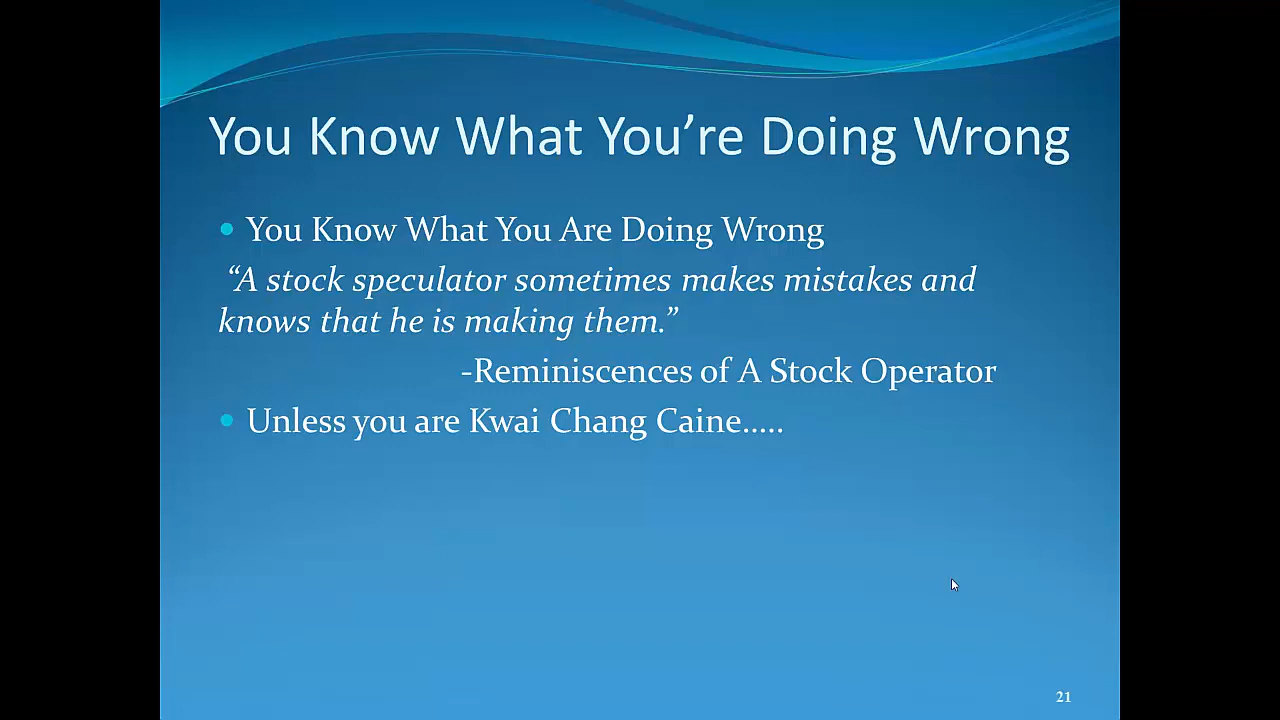 You Know What You’re Doing Wrong
You Know What You Are Doing Wrong
“A stock speculator sometimes makes mistakes and
knows that he is making them.”
-Reminiscences of A Stock Operator
Unless you are Kwai Chang Caine…..
21